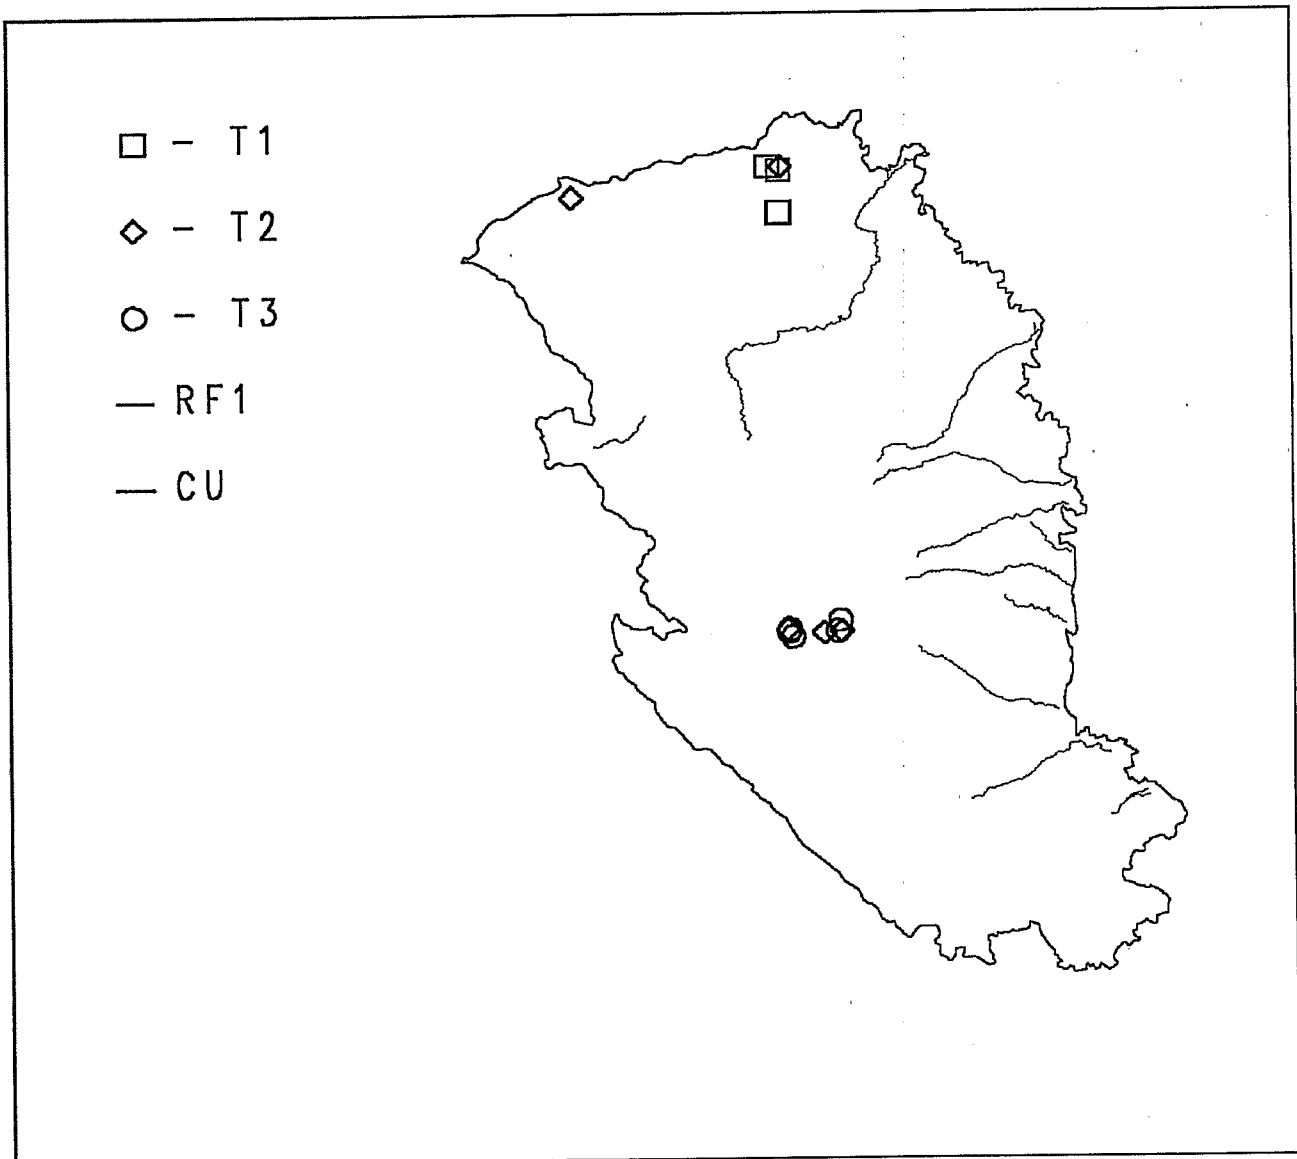 □ - T1
◇ - T2
○ - T3
— RF1
— CU